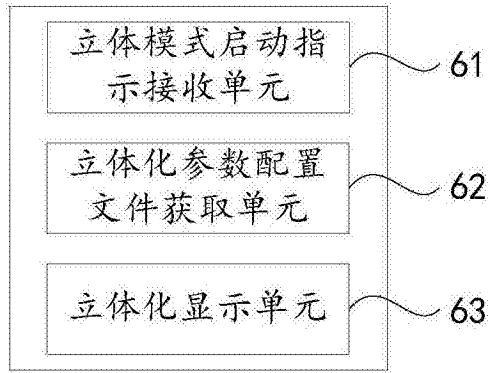 立体模式启动指
示接收单元
61
立体化参数配置
文件获取单元
62
立体化显示单元
63